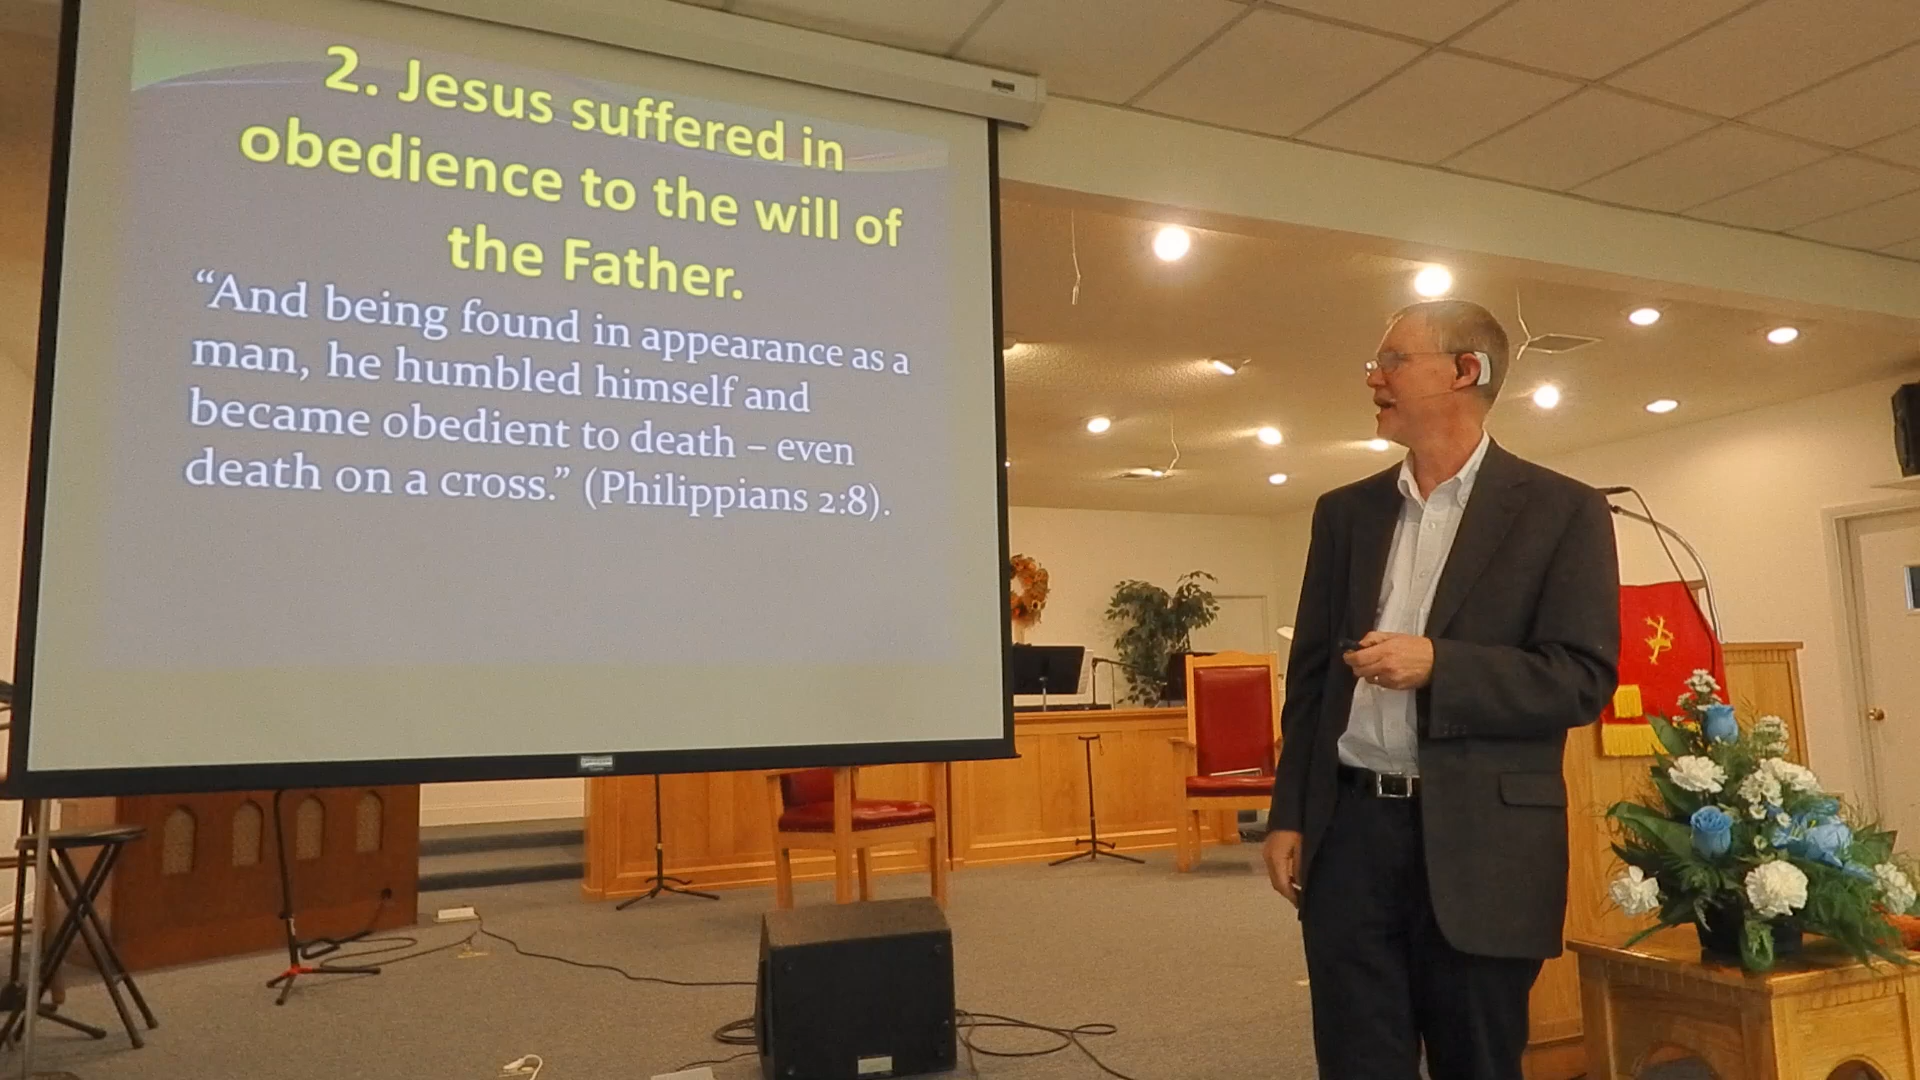 2. Jesus suffered in
obedience to the will of
the Father.
“And being found in appearance as a
man, he humbled himself and
became obedient to death – even
death on a cross.” (Philippians 2:8).